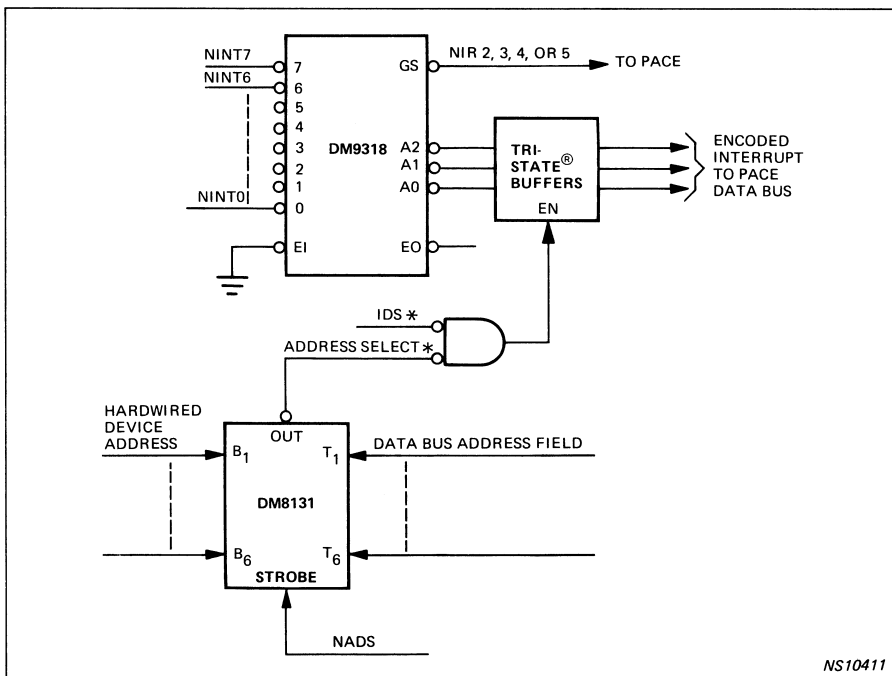 NINT7
NINT6
NINT0
7
6
5
4
3
2
1
0
EI
DM9318
GS
A2
A1
A0
EO
NIR 2, 3, 4, OR 5
TO PACE
TRI-
STATE®
BUFFERS
EN
ENCODED
INTERRUPT
TO PACE
DATA BUS
IDS *
ADDRESS SELECT *
HARDWIRED
DEVICE
ADDRESS
OUT
B1
T1
DATA BUS ADDRESS FIELD
DM8131
B6
T6
STROBE
NADS
NS10411